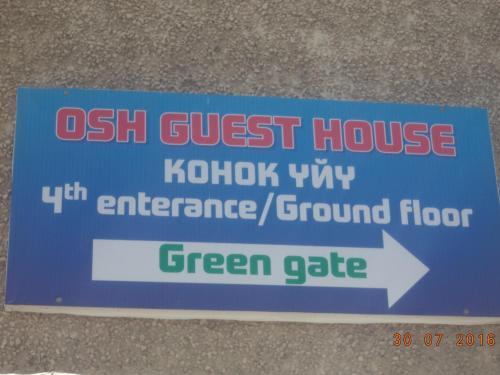 OSH GUEST HOUSE
КОНОК ҮЙҮ
4th enterance/Ground floor
Green gate
30 07 2016